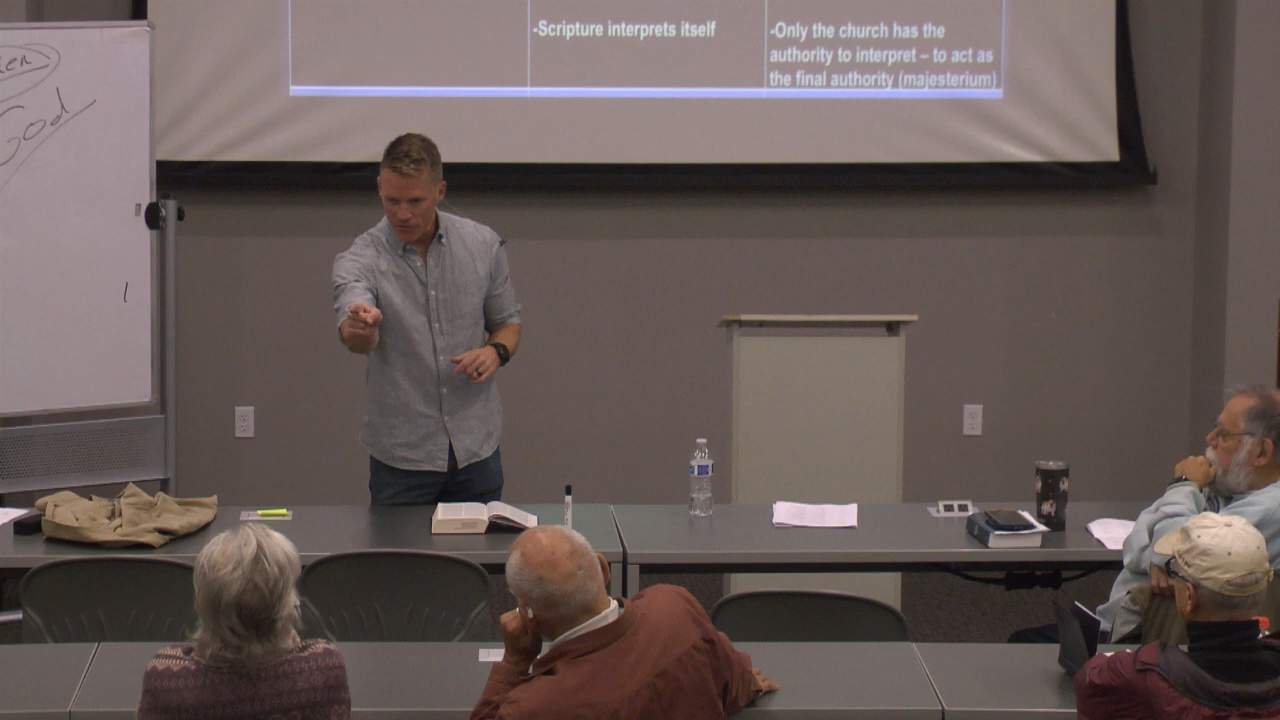 God
-Scripture interprets itself
-Only the church has the
authority to interpret – to act as
the final authority (majesterium)